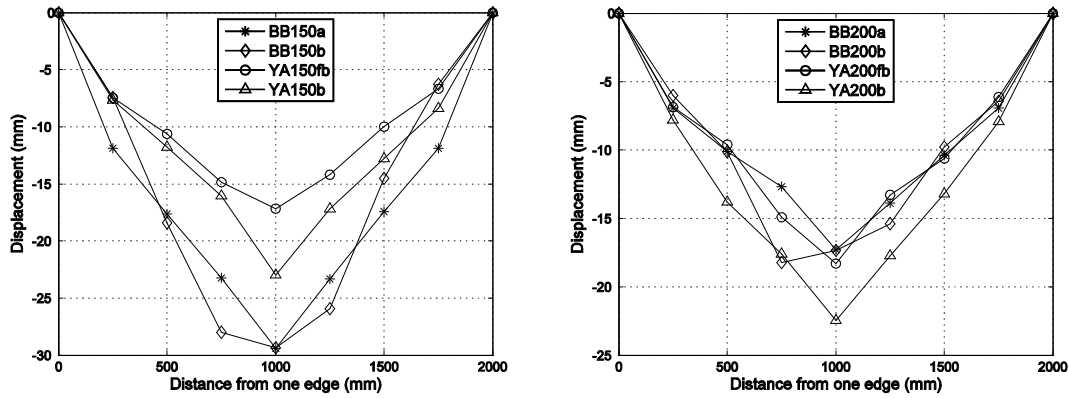 BB150a
BB150b
YA150fb
YA150b
0
-5
-10
-15
-20
-25
-30
0 500 1000 1500 2000
Displacement (mm)
Distance from one edge (mm)
BB200a
BB200b
YA200fb
YA200b
0
-5
-10
-15
-20
-25
0 500 1000 1500 2000
Displacement (mm)
Distance from one edge (mm)